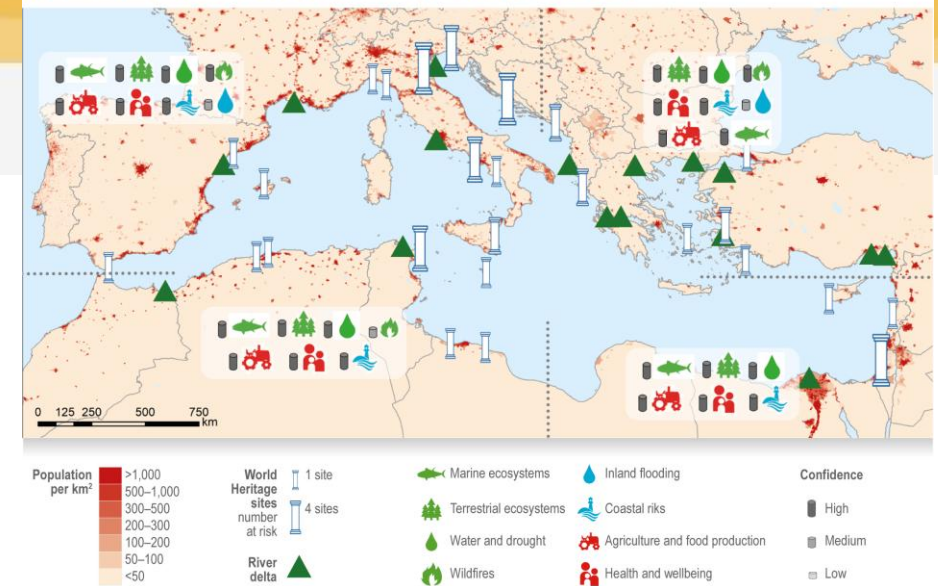 0 125 250 500 750
km
Population
per km²
>1,000
500–1,000
300–500
200–300
100–200
50–100
<50
World
Heritage
sites
number
at risk
1 site
4 sites
River
delta
Marine ecosystems
Terrestrial ecosystems
Water and drought
Wildfires
Inland flooding
Coastal riks
Agriculture and food production
Health and wellbeing
Confidence
High
Medium
Low